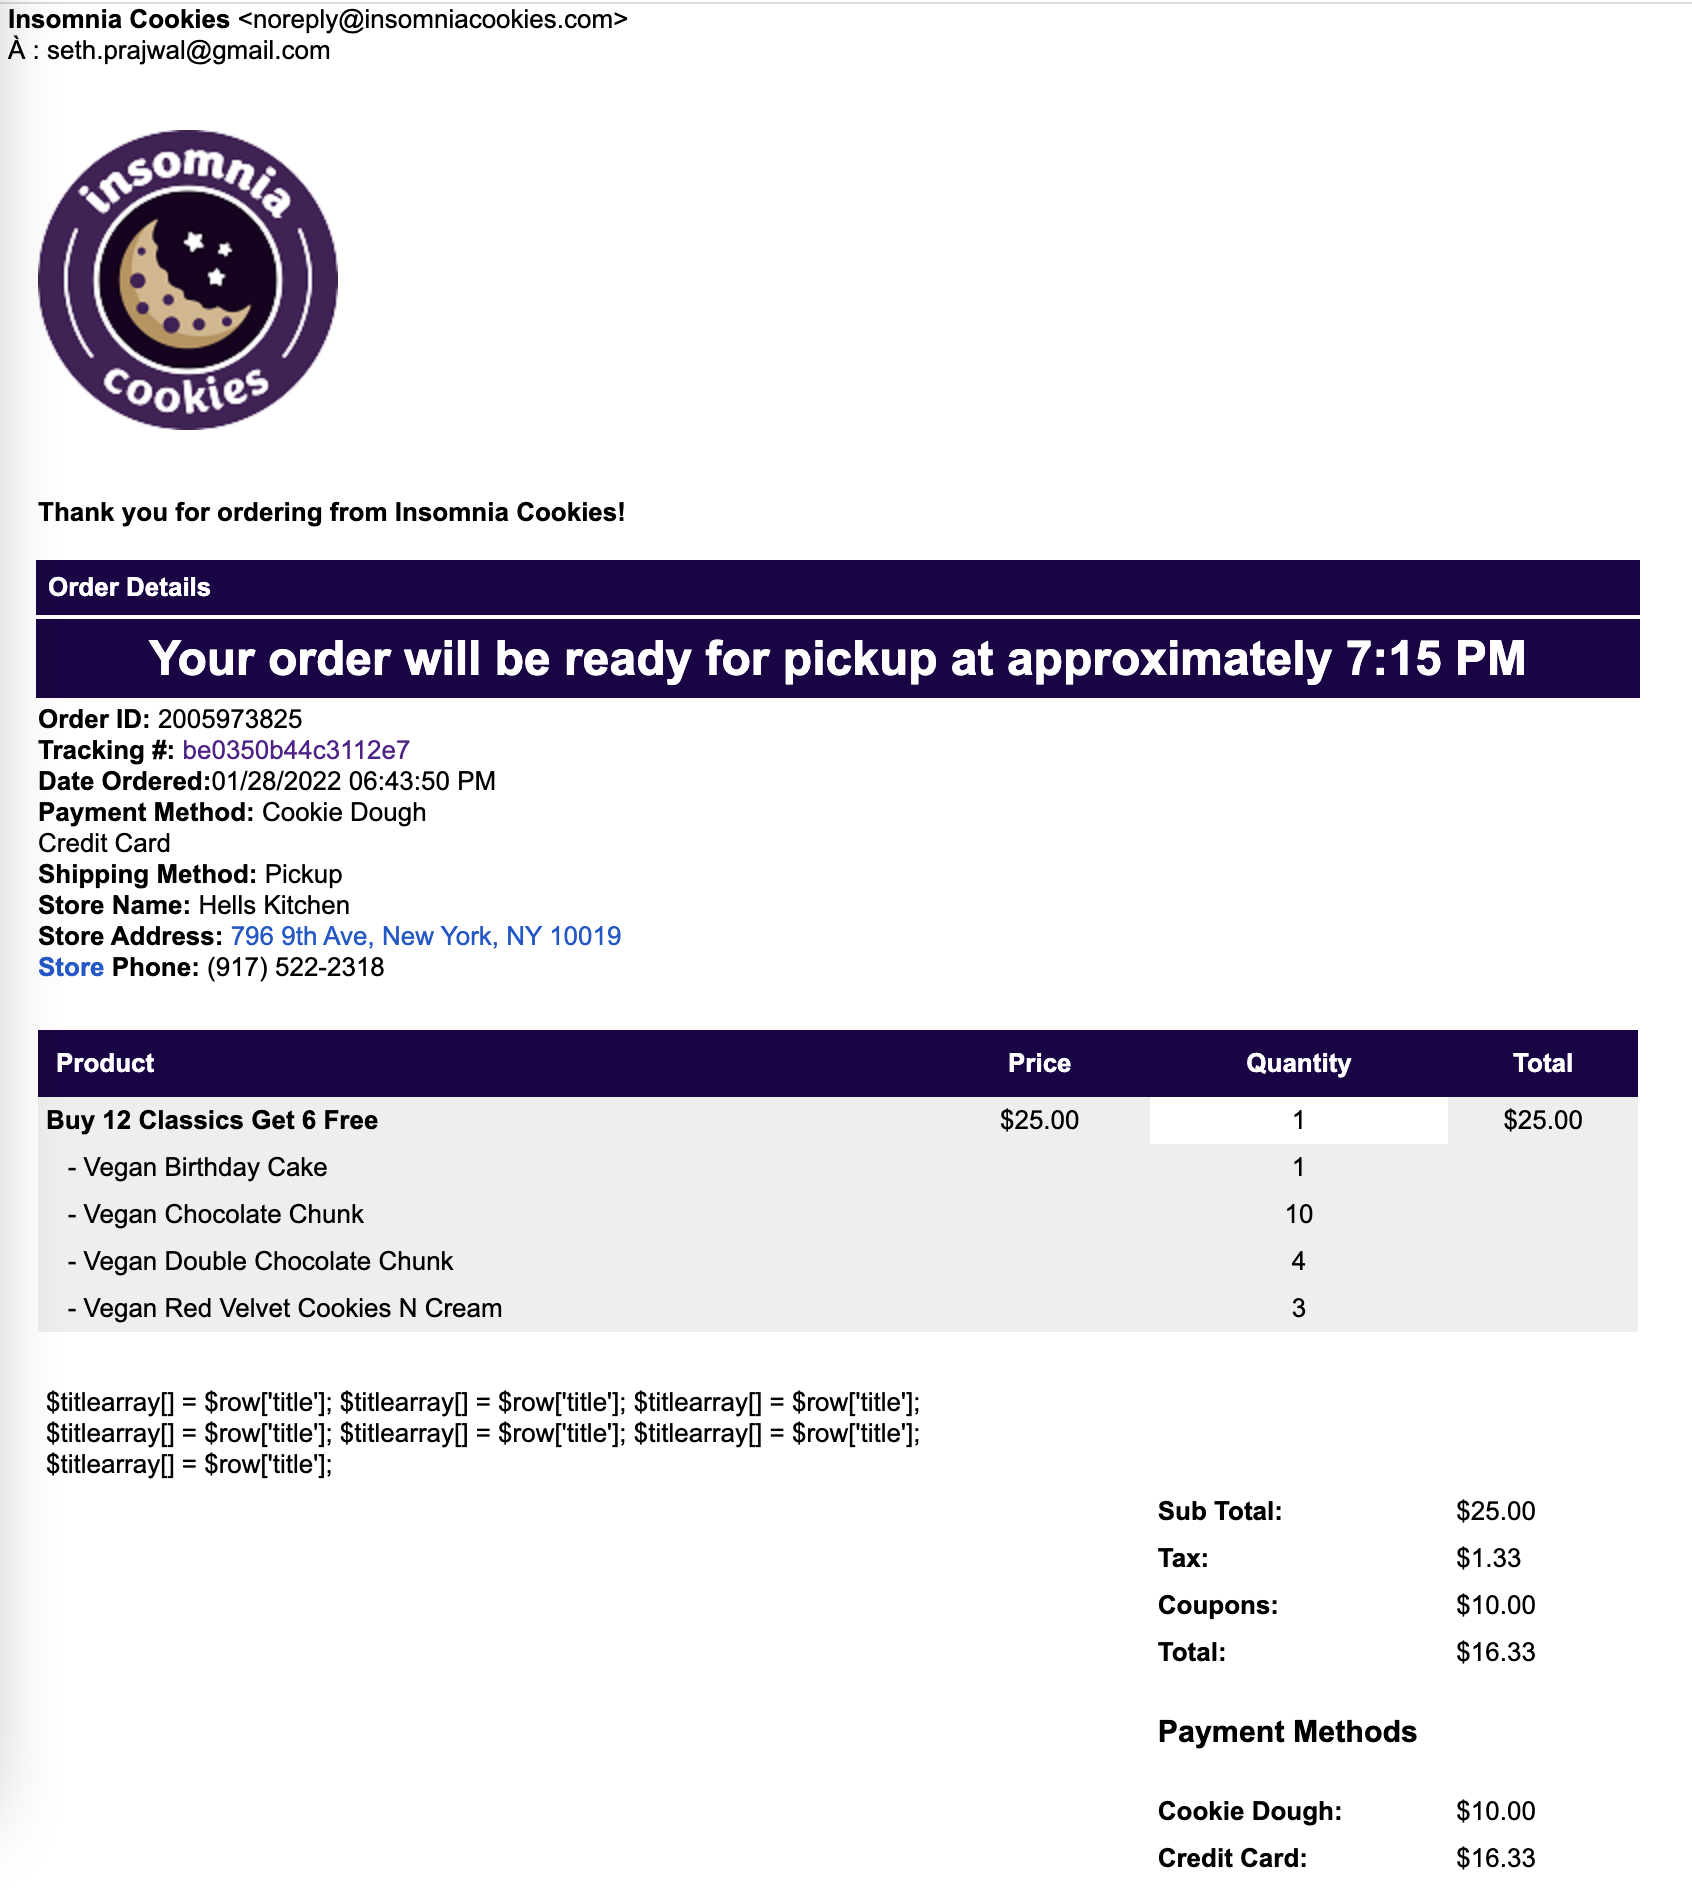 Insomnia Cookies <noreply@insomniacookies.com>
À : seth.prajwal@gmail.com
insomnia
cookies
Thank you for ordering from Insomnia Cookies!
Order Details
Your order will be ready for pickup at approximately 7:15 PM
Order ID: 2005973825
Tracking #: be0350b44c3112e7
Date Ordered:01/28/2022 06:43:50 PM
Payment Method: Cookie Dough
Credit Card
Shipping Method: Pickup
Store Name: Hells Kitchen
Store Address: 796 9th Ave, New York, NY 10019
Store Phone: (917) 522-2318
Product Price Quantity Total
Buy 12 Classics Get 6 Free $25.00 1 $25.00
- Vegan Birthday Cake 1
- Vegan Chocolate Chunk 10
- Vegan Double Chocolate Chunk 4
- Vegan Red Velvet Cookies N Cream 3
$titlearray[] = $row['title']; $titlearray[] = $row['title']; $titlearray[] = $row['title'];
$titlearray[] = $row['title']; $titlearray[] = $row['title']; $titlearray[] = $row['title'];
$titlearray[] = $row['title'];
Sub Total: $25.00
Tax: $1.33
Coupons: $10.00
Total: $16.33
Payment Methods
Cookie Dough: $10.00
Credit Card: $16.33